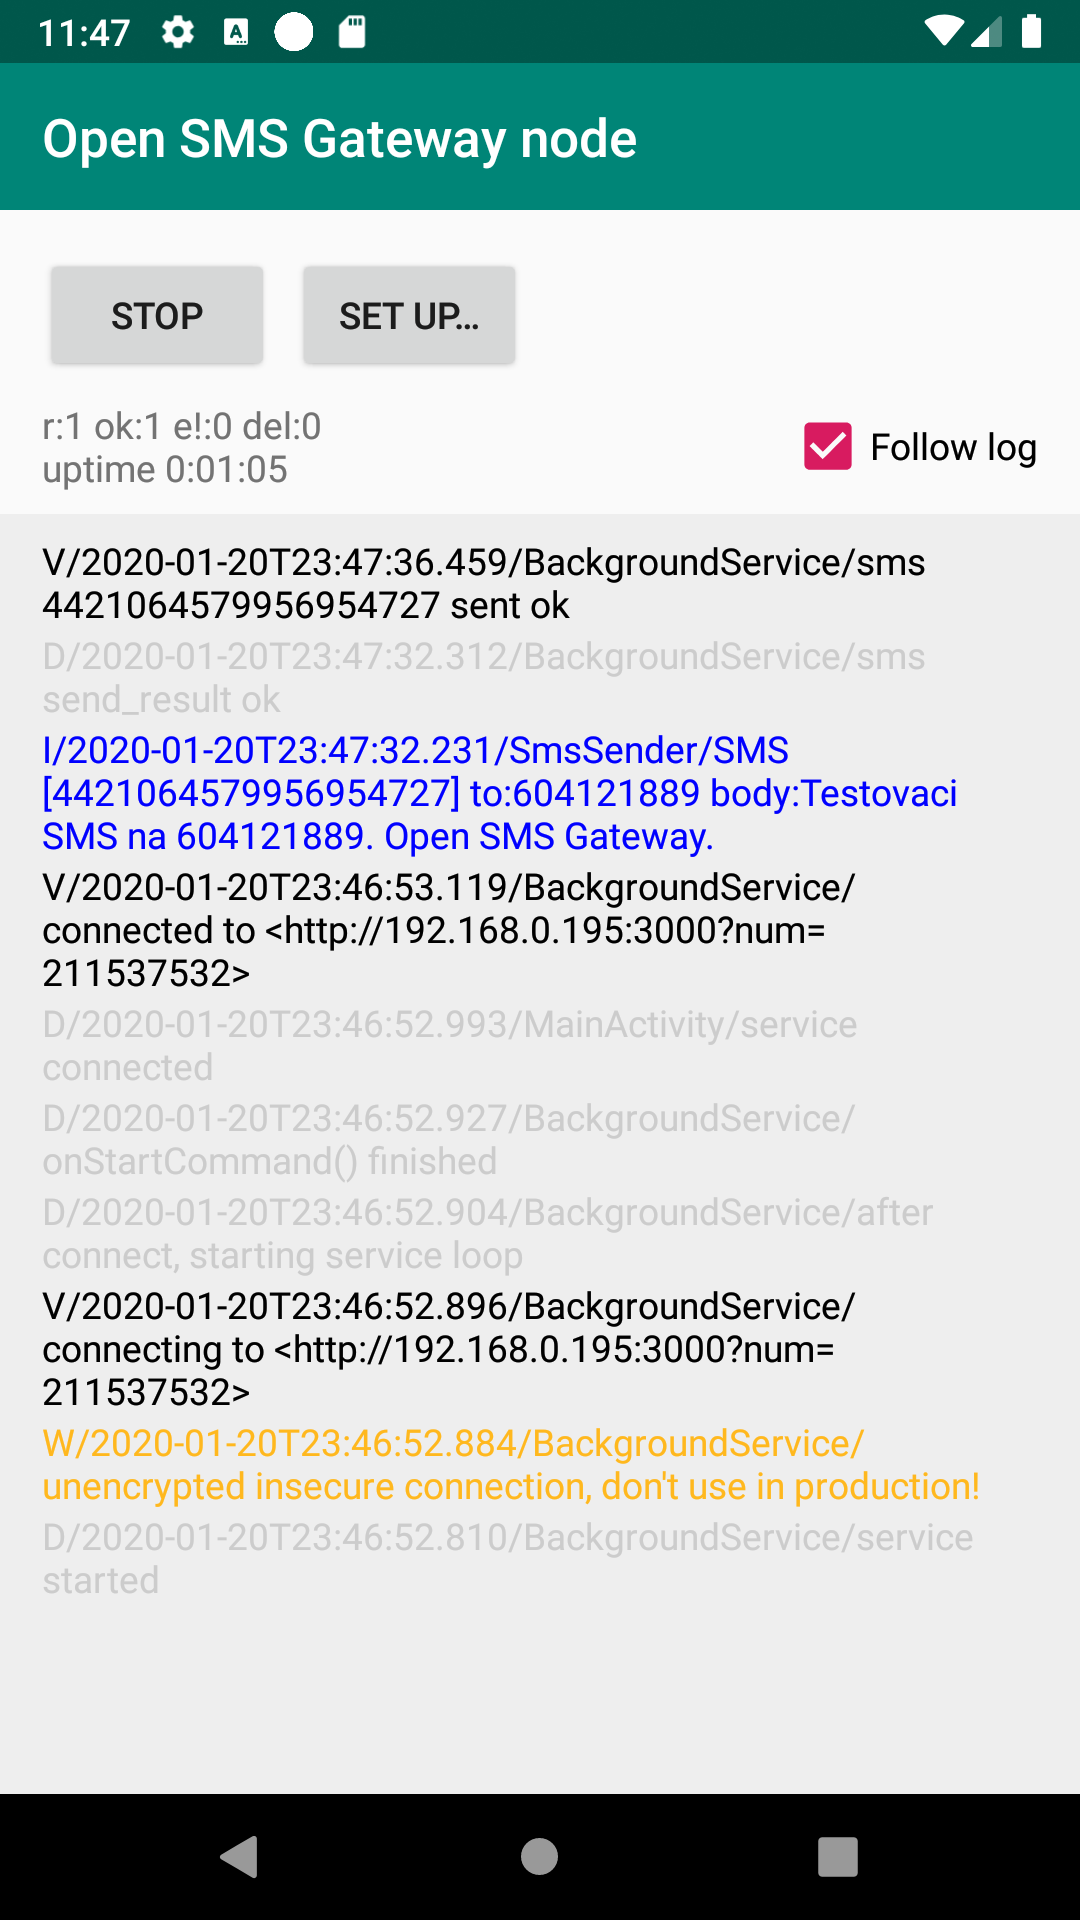 11:47
Open SMS Gateway node
STOP
SET UP...
r:1 ok:1 e!:0 del:0
uptime 0:01:05
Follow log
V/2020-01-20T23:47:36.459/BackgroundService/sms
4421064579956954727 sent ok
D/2020-01-20T23:47:32.312/BackgroundService/sms
send_result ok
I/2020-01-20T23:47:32.231/SmsSender/SMS
[4421064579956954727] to:604121889 body:Testovaci
SMS na 604121889. Open SMS Gateway.
V/2020-01-20T23:46:53.119/BackgroundService/
connected to <http://192.168.0.195:3000?num=
211537532>
D/2020-01-20T23:46:52.993/MainActivity/service
connected
D/2020-01-20T23:46:52.927/BackgroundService/
onStartCommand() finished
D/2020-01-20T23:46:52.904/BackgroundService/after
connect, starting service loop
V/2020-01-20T23:46:52.896/BackgroundService/
connecting to <http://192.168.0.195:3000?num=
211537532>
W/2020-01-20T23:46:52.884/BackgroundService/
unencrypted insecure connection, don't use in production!
D/2020-01-20T23:46:52.810/BackgroundService/service
started